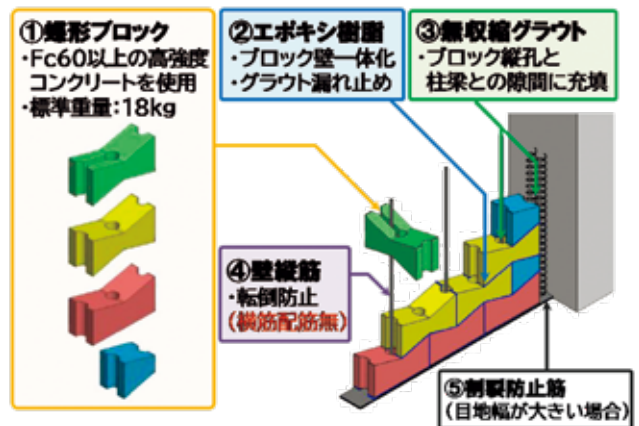 ①蝶形ブロック
・Fc60以上の高強度
コンクリートを使用
・標準重量:18kg
②エポキシ樹脂
・ブロック壁一体化
・グラウト漏れ止め
③無収縮グラウト
・ブロック縦孔と
柱梁との隙間に充填
④壁縦筋
・転倒防止
(横筋配筋無)
⑤割裂防止筋
(目地幅が大きい場合)